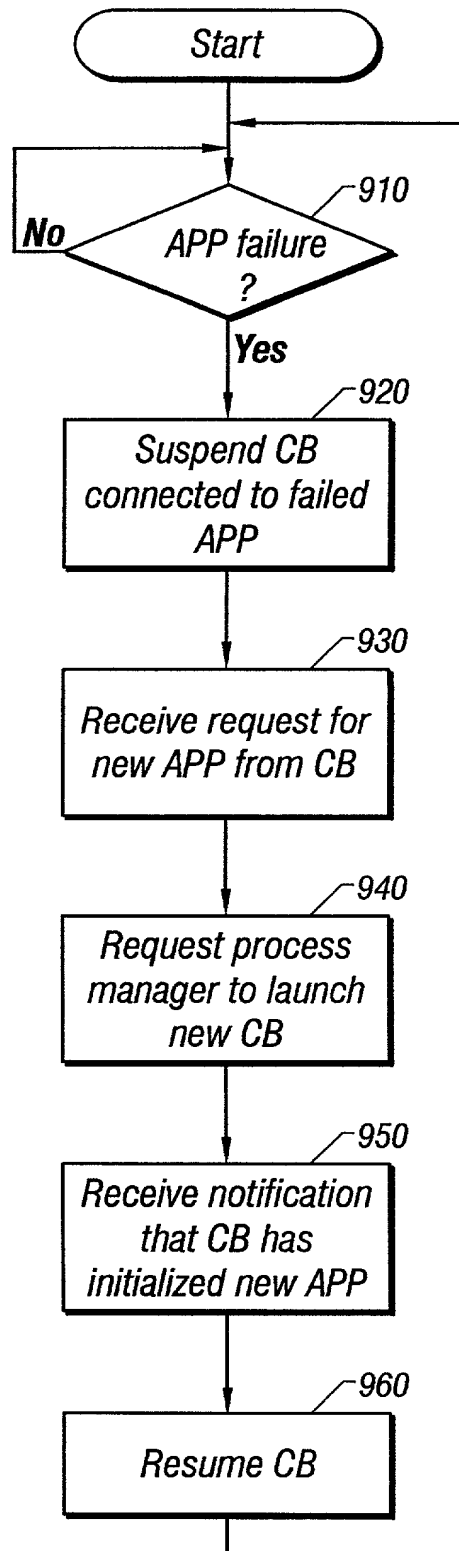 Start
910
No
APP failure
?
Yes
920
Suspend CB
connected to failed
APP
930
Receive request for
new APP from CB
940
Request process
manager to launch
new CB
950
Receive notification
that CB has
initialized new APP
960
Resume CB